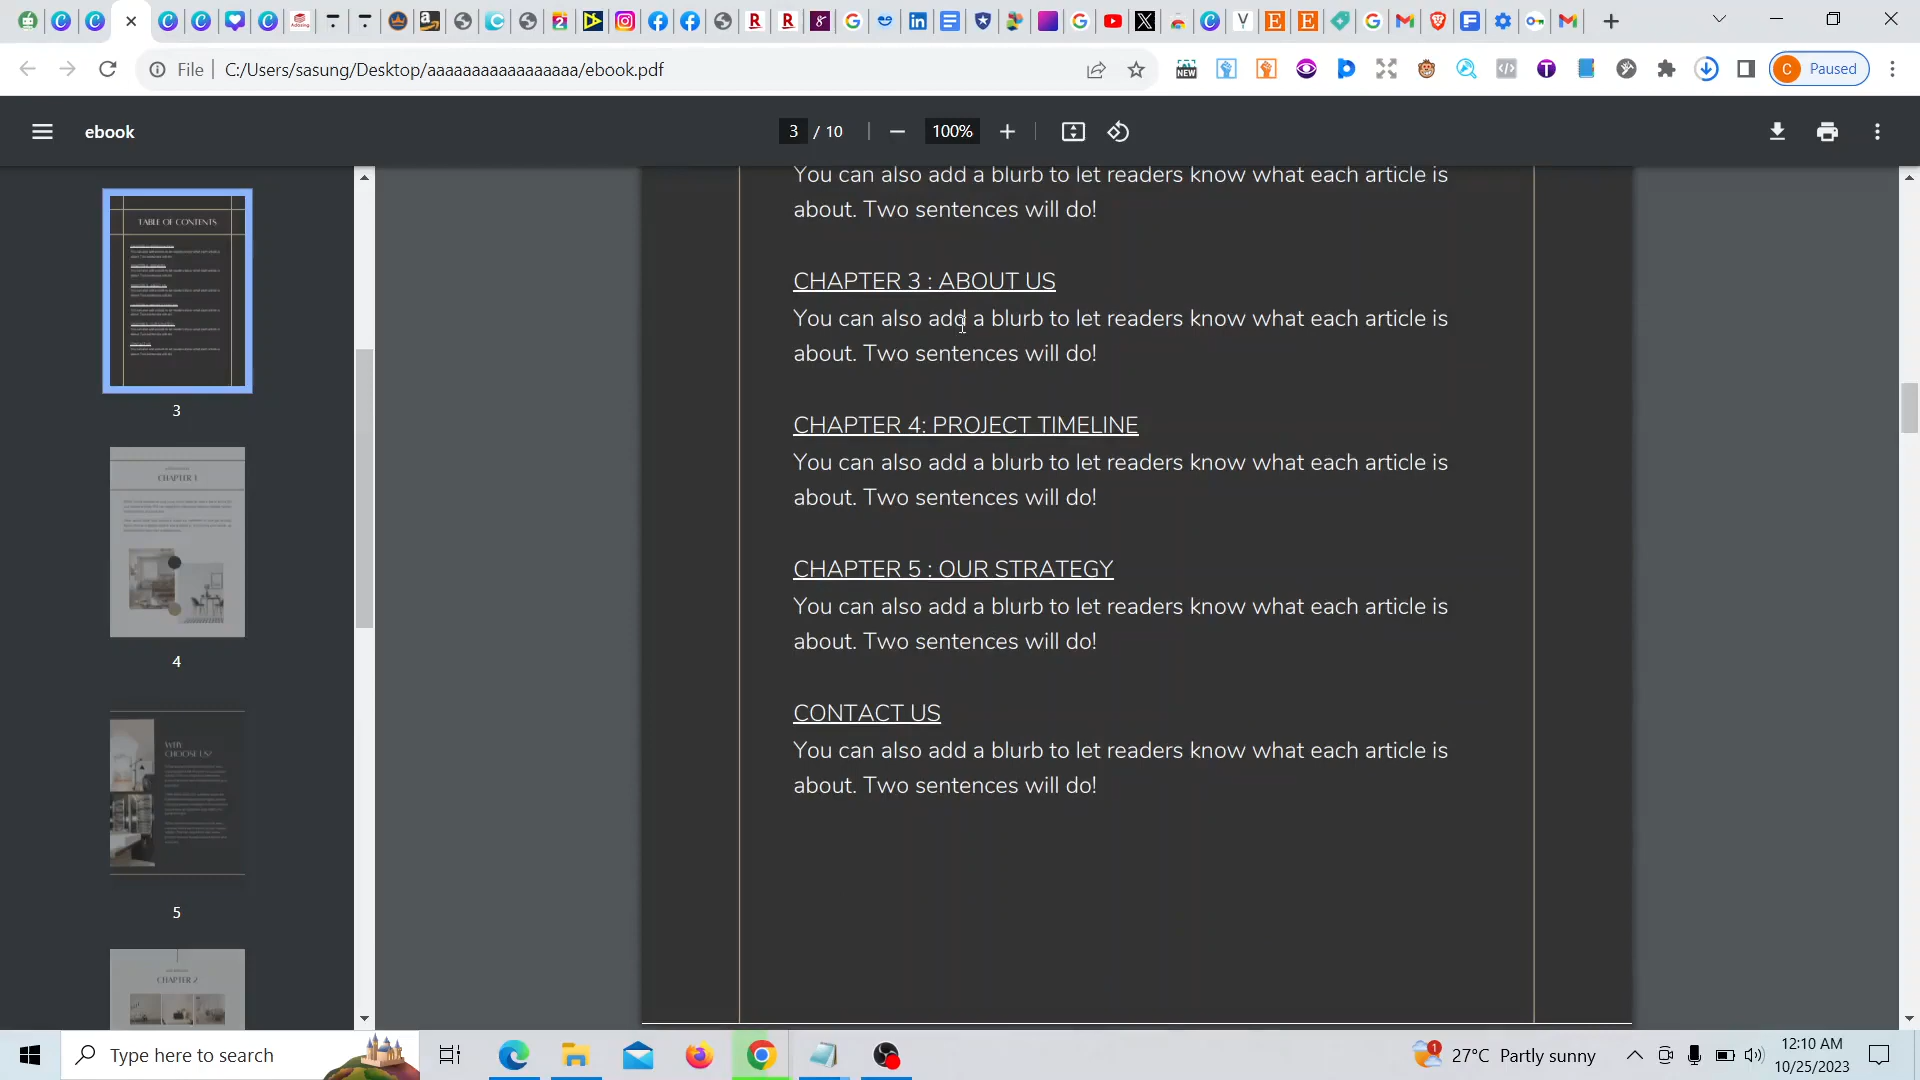 File
C:/Users/sasung/Desktop/aaaaaaaaaaaaaaaaa/ebook.pdf
NEW
C Paused
ebook
3 / 10
100%
TABLE OF CONTENTS
3
CHAPTER 1
4
WHY
CHOOSE US?
5
CHAPTER 2
You can also add a blurb to let readers know what each article is
about. Two sentences will do!
CHAPTER 3 : ABOUT US
You can also add a blurb to let readers know what each article is
about. Two sentences will do!
CHAPTER 4: PROJECT TIMELINE
You can also add a blurb to let readers know what each article is
about. Two sentences will do!
CHAPTER 5 : OUR STRATEGY
You can also add a blurb to let readers know what each article is
about. Two sentences will do!
CONTACT US
You can also add a blurb to let readers know what each article is
about. Two sentences will do!
Type here to search
1
27°C Partly sunny
12:10 AM
10/25/2023